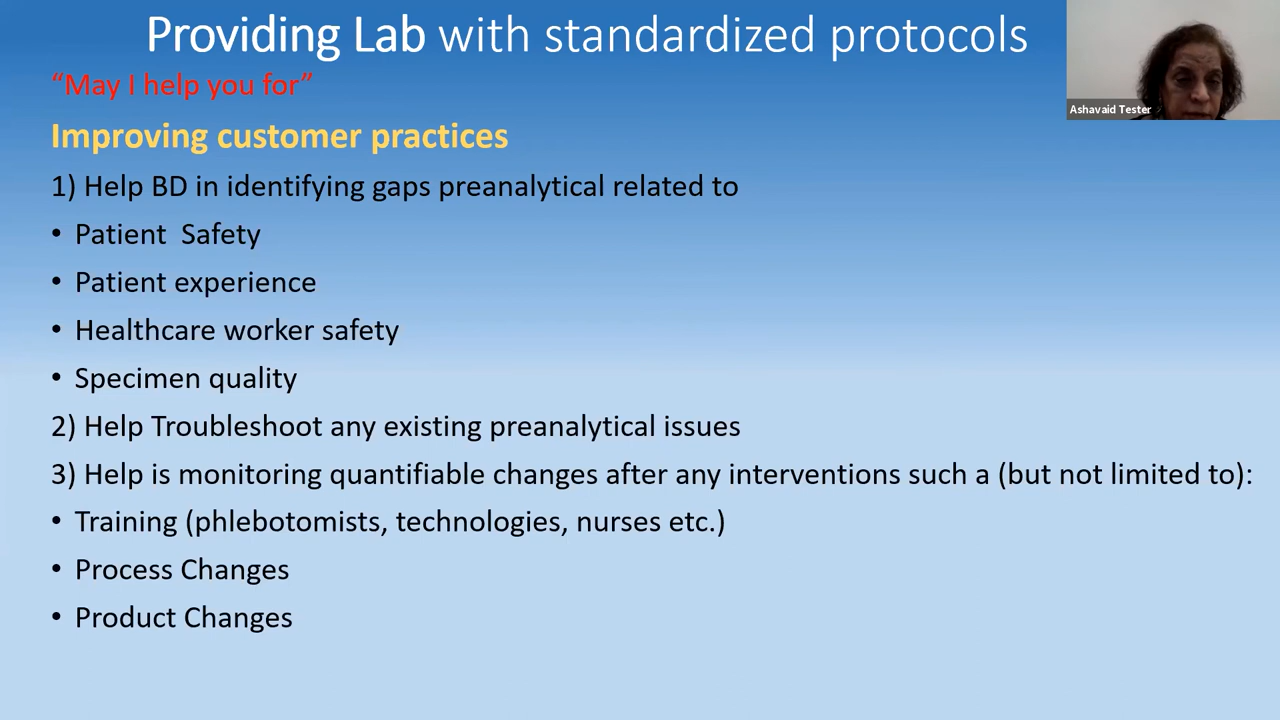 Providing Lab with standardized protocols
Ashavaid Tester
“May I help you for”
Improving customer practices
1) Help BD in identifying gaps preanalytical related to
• Patient  Safety
• Patient experience
• Healthcare worker safety
• Specimen quality
2) Help Troubleshoot any existing preanalytical issues
3) Help is monitoring quantifiable changes after any interventions such a (but not limited to):
• Training (phlebotomists, technologies, nurses etc.)
• Process Changes
• Product Changes